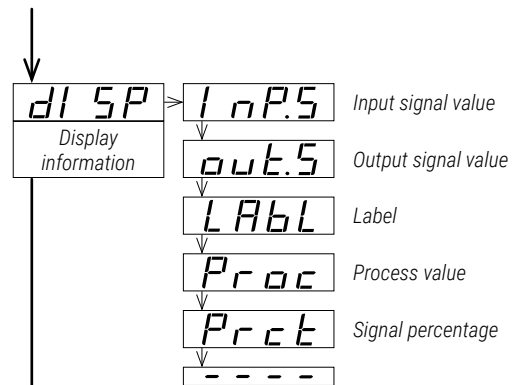 dI SP
Display
information
I nP.S
Input signal value
out.S
Output signal value
LAbL
Label
Proc
Process value
Prct
Signal percentage
----